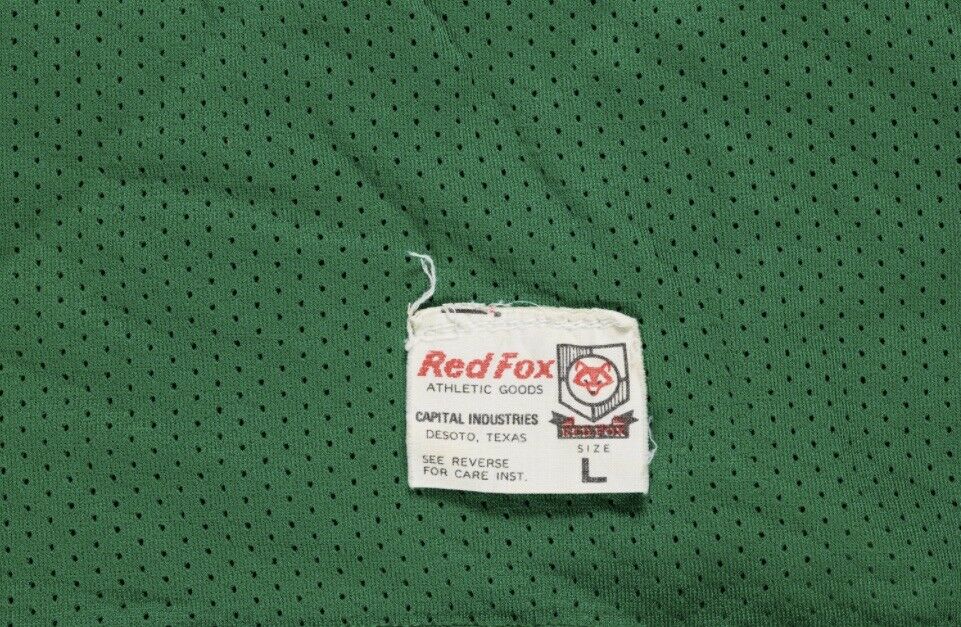 Red Fox
ATHLETIC GOODS
CAPITAL INDUSTRIES
DESOTO, TEXAS
SEE REVERSE
FOR CARE INST.
RED FOX
SIZE
L